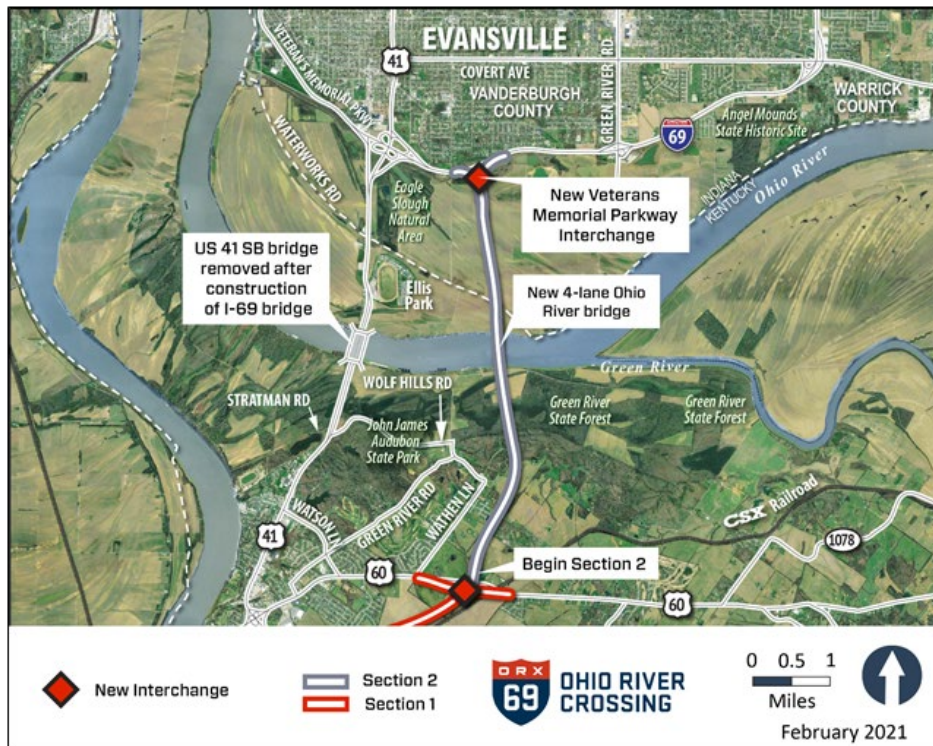 EVANSVILLE
41
COVERT AVE
VETERAN'S MEMORIAL PKWY
VANDERBURGH
COUNTY
GREEN RIVER RD
WARRICK
COUNTY
Angel Mounds
State Historic Site
INDIANA
69
WATERWORKS RD
INDIANA
KENTUCKY
Ohio River
Eagle
Slough
Natural
Area
New Veterans
Memorial Parkway
Interchange
US 41 SB bridge
removed after
construction
of I-69 bridge
Ellis
Park
New 4-lane Ohio
River bridge
Green River
STRATMAN RD
WOLF HILLS RD
John James
Audubon
State Park
Green River
State Forest
Green River
State Forest
WATSON LN
GREEN RIVER RD
WATHEN LN
CSX Railroad
41
60
Begin Section 2
1078
60
New Interchange
Section 2
Section 1
ORX
69
OHIO RIVER
CROSSING
0 0.5 1
Miles
February 2021